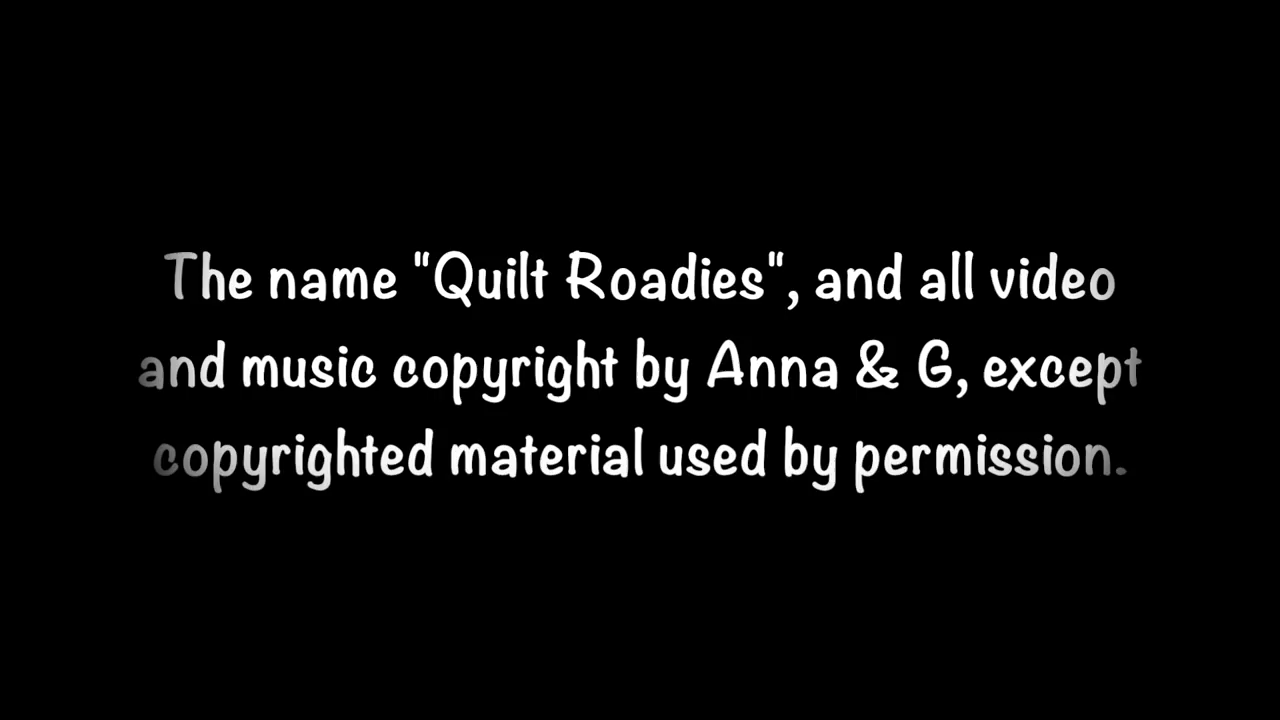 The name "Quilt Roadies", and all video
and music copyright by Anna & G, except
copyrighted material used by permission.